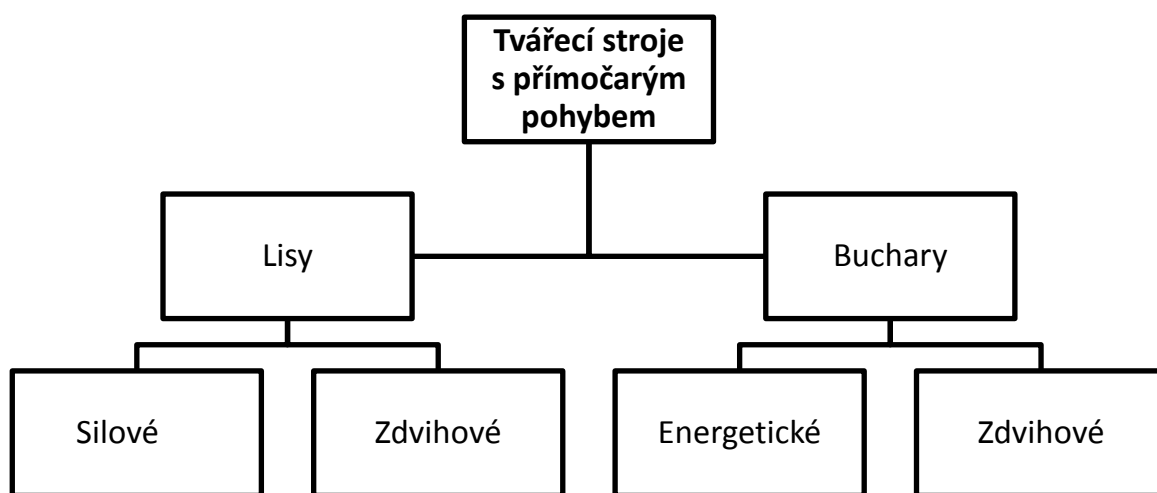 Tvářecí stroje
s přímočarým
pohybem
Lisy
Buchary
Silové
Zdvihové
Energetické
Zdvihové